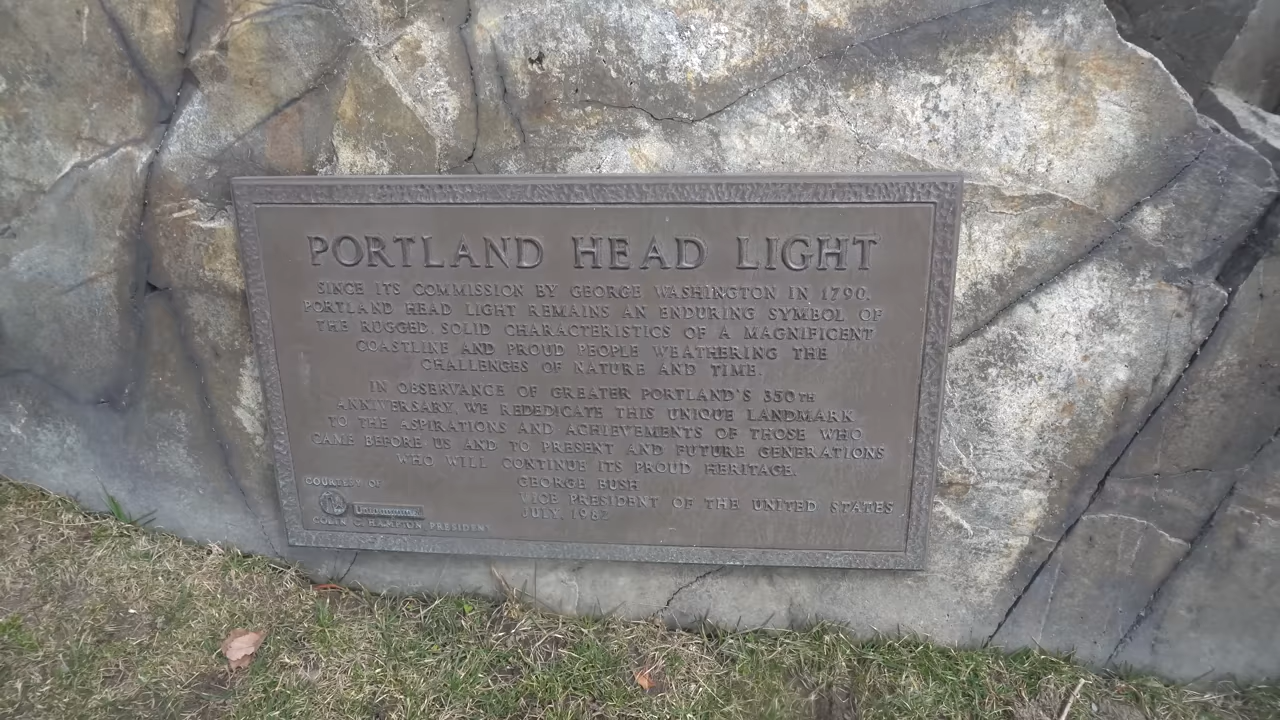 PORTLAND HEAD LIGHT
SINCE ITS COMMISSION BY GEORGE WASHINGTON IN 1790,
PORTLAND HEAD LIGHT REMAINS AN ENDURING SYMBOL OF
THE RUGGED, SOLID CHARACTERISTICS OF A MAGNIFICENT
COASTLINE AND PROUD PEOPLE WEATHERING THE
CHALLENGES OF NATURE AND TIME.
IN OBSERVANCE OF GREATER PORTLAND'S 350TH
ANNIVERSARY, WE REDEDICATE THIS UNIQUE LANDMARK
TO THE ASPIRATIONS AND ACHIEVEMENTS OF THOSE WHO
CAME BEFORE US AND TO PRESENT AND FUTURE GENERATIONS
WHO WILL CONTINUE ITS PROUD HERITAGE.
COURTESY OF
GEORGE BUSH
VICE PRESIDENT OF THE UNITED STATES
JULY, 1982
COLIN C. HAMPTON PRESIDENT